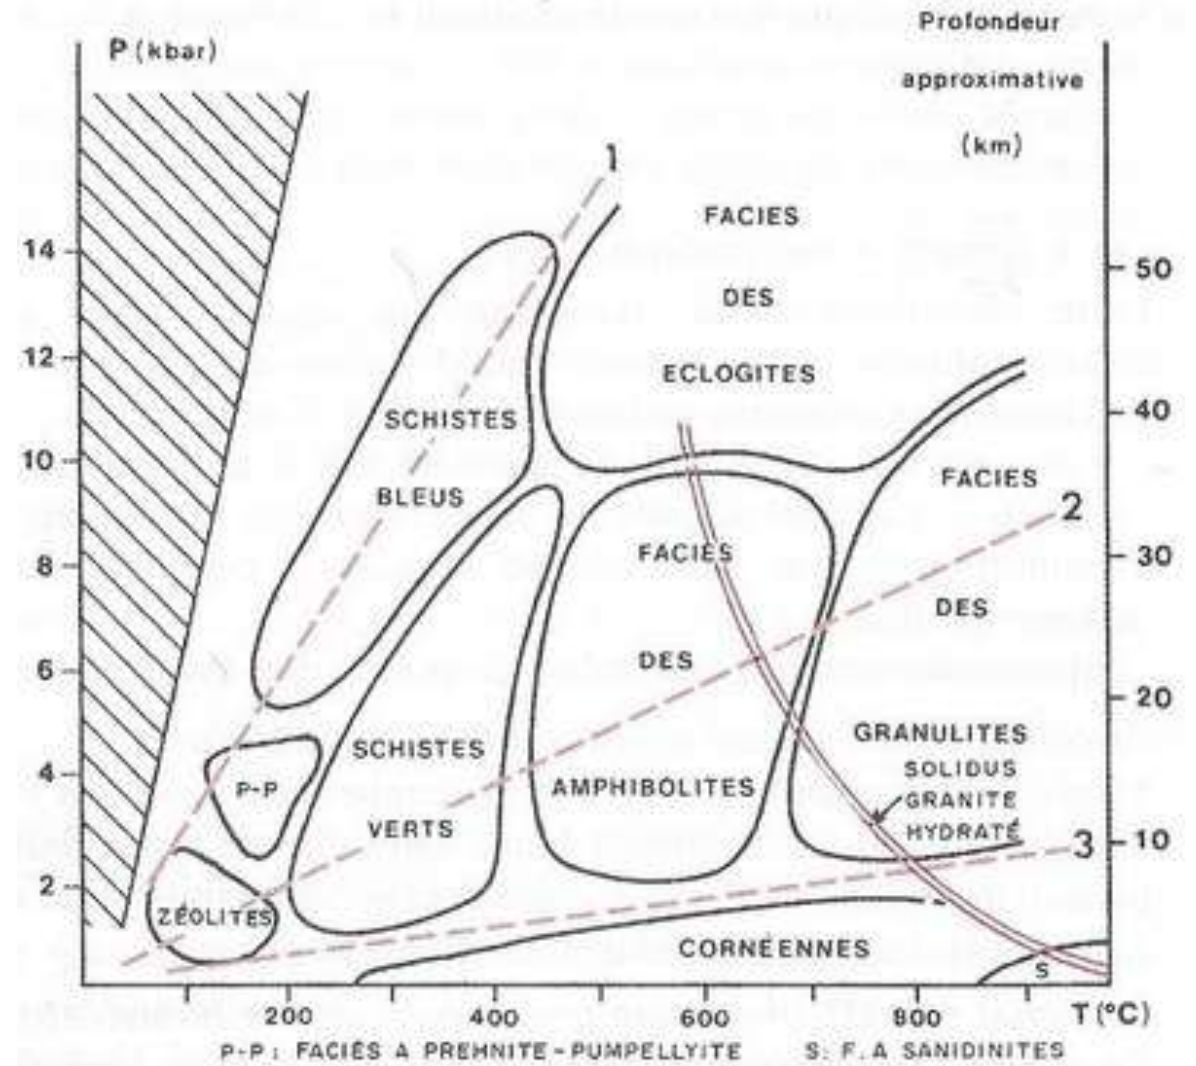 P (kbar)
Profondeur
approximative
(km)
1
FACIES
DES
ECLOGITES
14
12
10
8
6
4
2
50
40
30
20
10
SCHISTES
BLEUS
FACIES
DES
GRANULITES
2
FACIES
DES
AMPHIBOLITES
SCHISTES
VERTS
P-P
ZÉOLITES
SOLIDUS
GRANITE
HYDRATÉ
3
CORNÉENNES
S
200 400 600 800 T(°C)
P-P : FACIÈS A PREHNITE-PUMPELLYITE S: F. A SANIDINITES